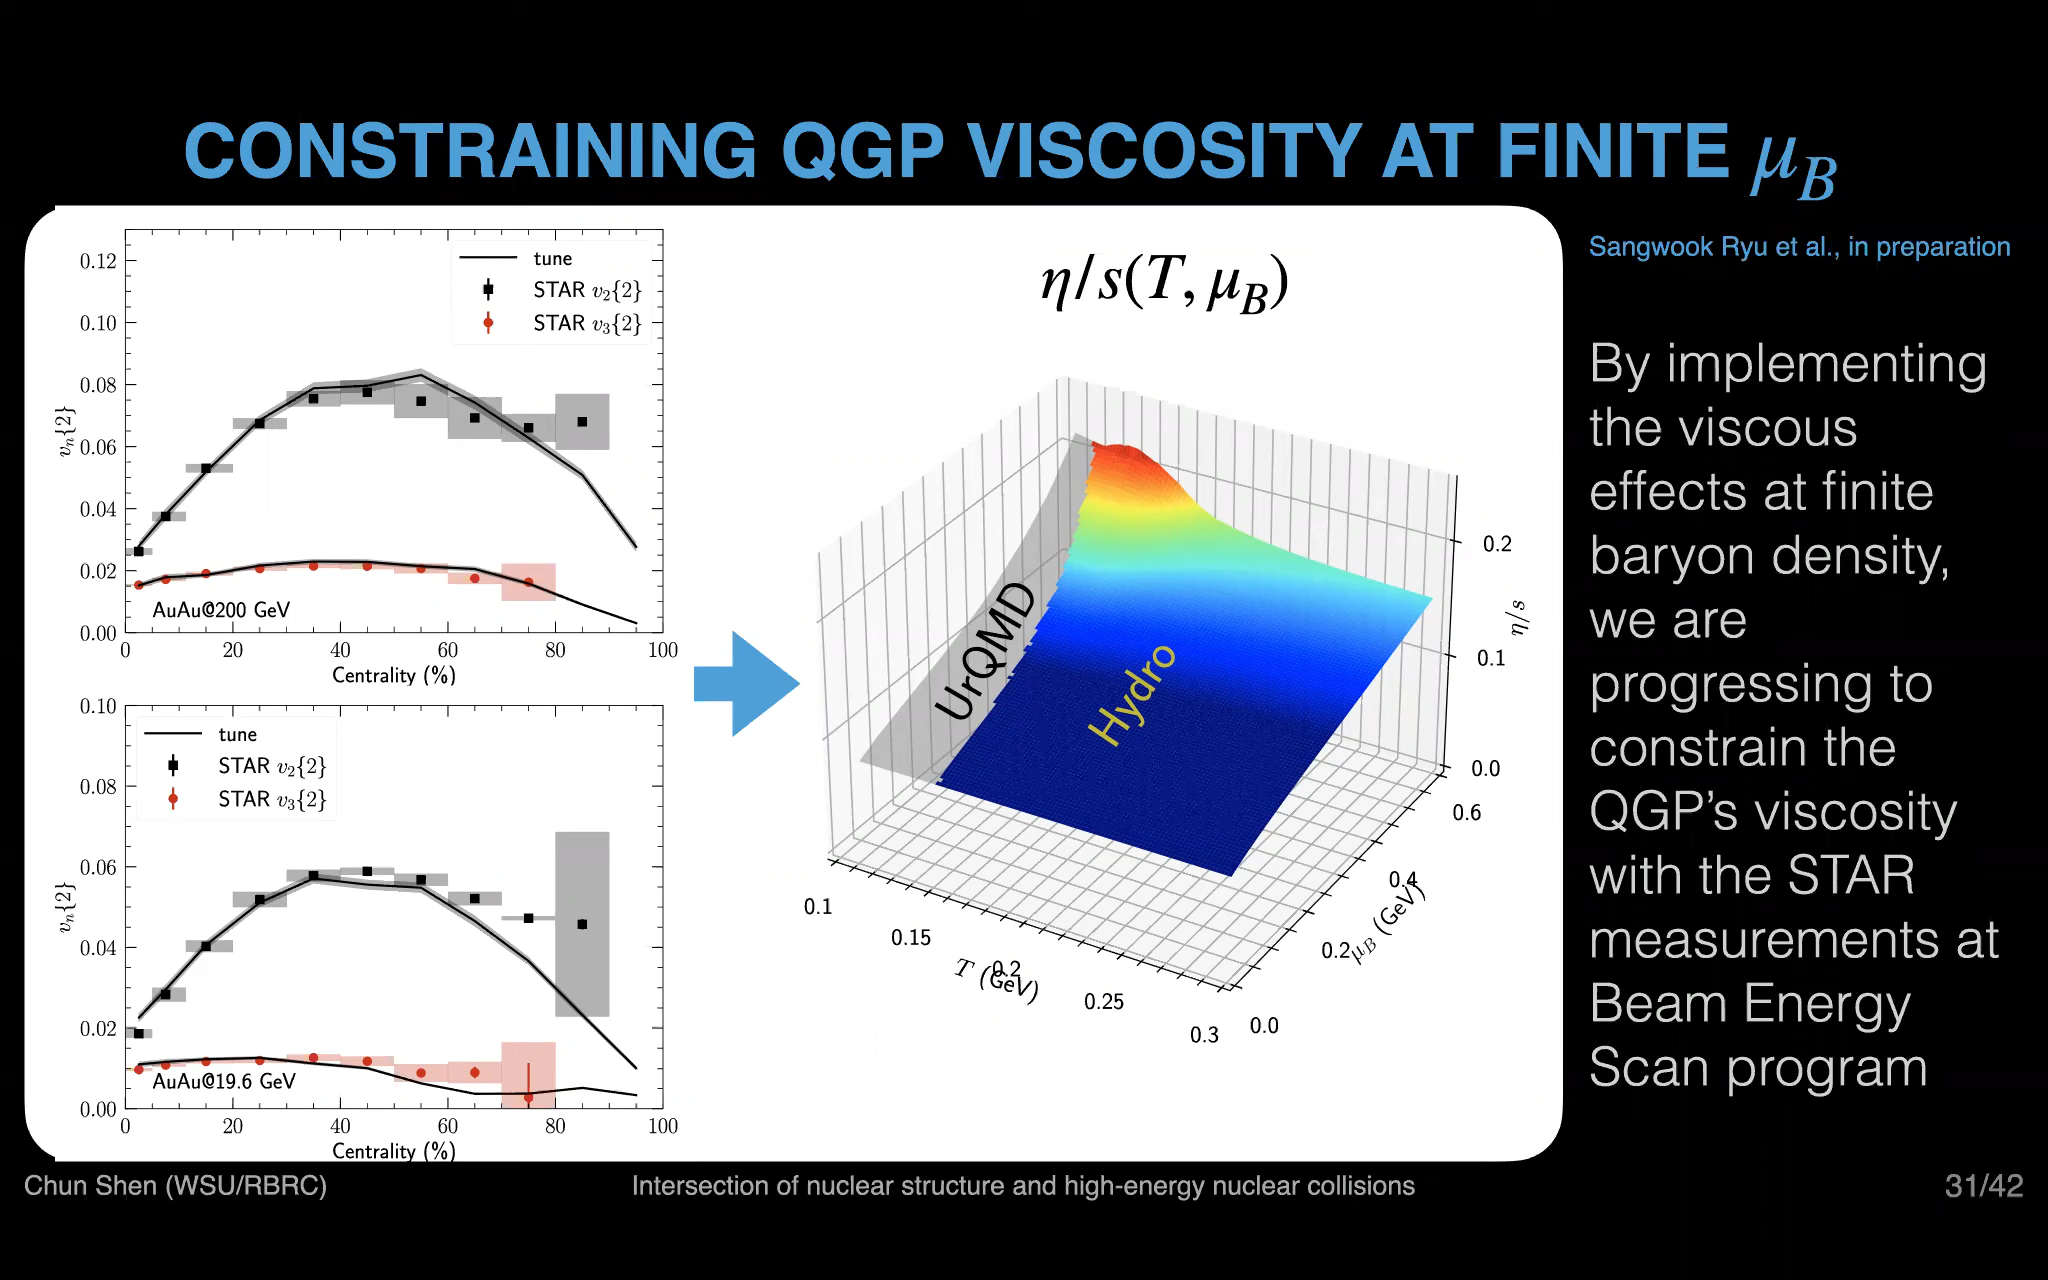 CONSTRAINING QGP VISCOSITY AT FINITE μ_B
Sangwook Ryu et al., in preparation
By implementing
the viscous
effects at finite
baryon density,
we are
progressing to
constrain the
QGP's viscosity
with the STAR
measurements at
Beam Energy
Scan program
tune
STAR v₂{2}
STAR v₃{2}
vₙ{2}
0.12
0.10
0.08
0.06
0.04
0.02
0.00
AuAu@200 GeV
0 20 40 60 80 100
Centrality (%)
tune
STAR v₂{2}
STAR v₃{2}
vₙ{2}
0.10
0.08
0.06
0.04
0.02
0.00
AuAu@19.6 GeV
0 20 40 60 80 100
Centrality (%)
η/s(T, μ_B)
UrQMD
Hydro
0.2
0.1
0.0
η/s
0.6
0.4
0.2
0.0
μ_B (GeV)
0.1
0.15
0.2
0.25
0.3
T (GeV)
Chun Shen (WSU/RBRC)
Intersection of nuclear structure and high-energy nuclear collisions
31/42